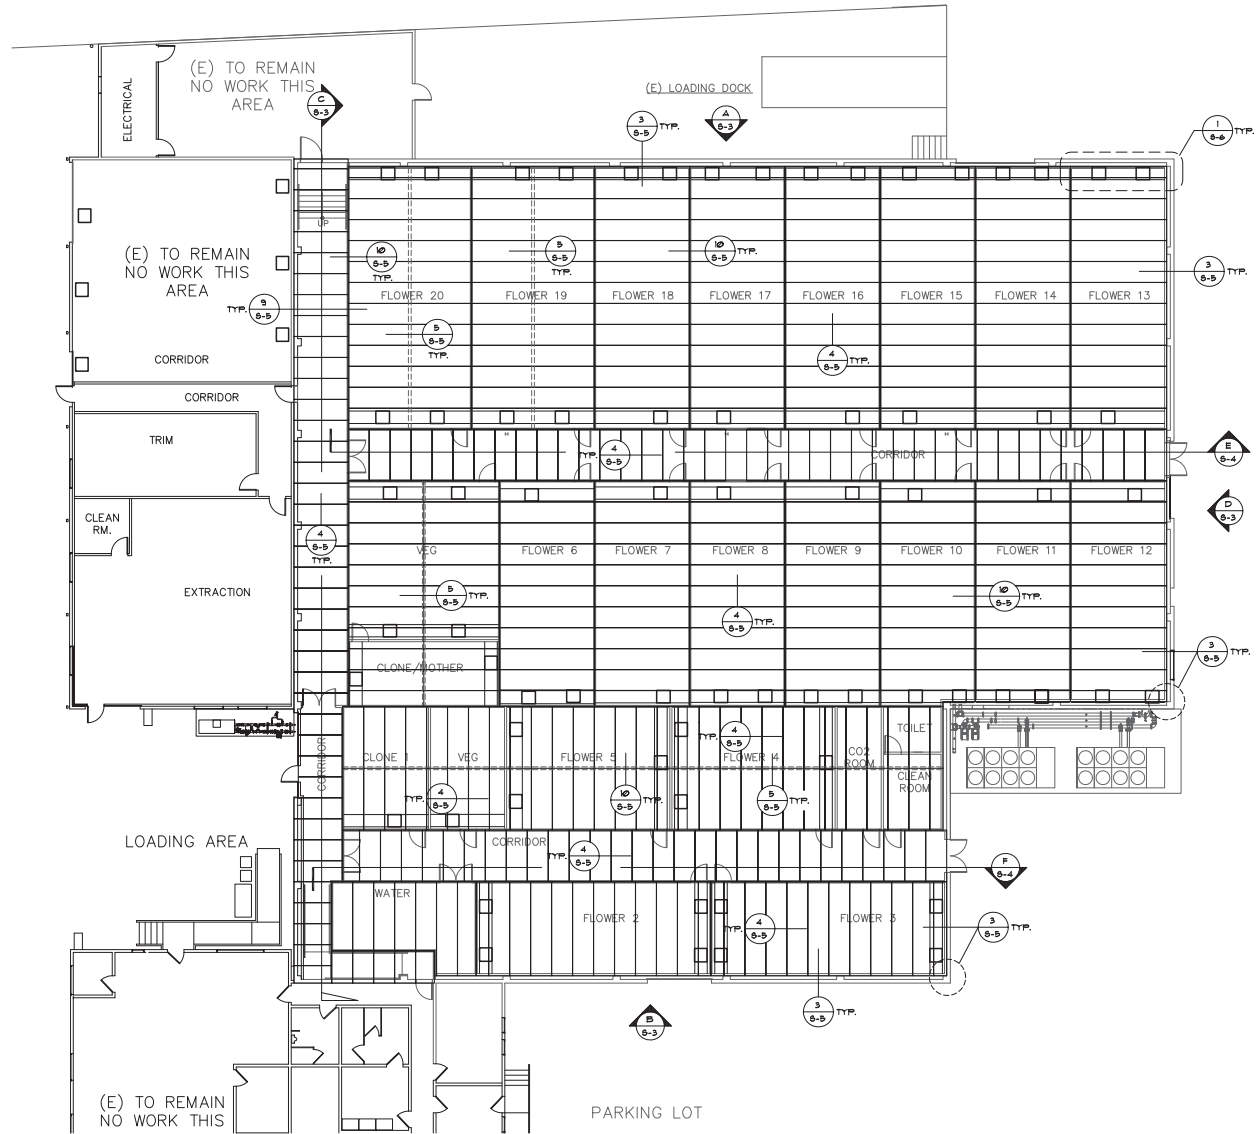 (E) TO REMAIN
NO WORK THIS
AREA
ELECTRICAL
C
S-3
(E) LOADING DOCK
3
S-5
TYP.
A
S-3
1
S-6
TYP.
UP
(E) TO REMAIN
NO WORK THIS
AREA
10
S-5
TYP.
5
S-5
TYP.
10
S-5
TYP.
3
S-5
TYP.
FLOWER 20
FLOWER 19
FLOWER 18
FLOWER 17
FLOWER 16
FLOWER 15
FLOWER 14
FLOWER 13
TYP.
9
S-5
5
S-5
TYP.
4
S-5
TYP.
CORRIDOR
CORRIDOR
TRIM
TYP.
4
S-5
CORRIDOR
E
S-4
D
S-3
CLEAN
RM.
4
S-5
TYP.
VEG
FLOWER 6
FLOWER 7
FLOWER 8
FLOWER 9
FLOWER 10
FLOWER 11
FLOWER 12
EXTRACTION
5
S-5
TYP.
4
S-5
TYP.
10
S-5
TYP.
3
S-5
TYP.
CLONE/MOTHER
CORRIDOR
CLONE 1
VEG
FLOWER 5
TYP.
4
S-5
FLOWER 4
CO2
ROOM
TOILET
CLEAN
ROOM
TYP.
4
S-5
10
S-5
TYP.
5
S-5
TYP.
LOADING AREA
CORRIDOR
TYP.
4
S-5
F
S-4
WATER
FLOWER 2
TYP.
4
S-5
FLOWER 3
3
S-5
TYP.
B
S-3
3
S-5
TYP.
(E) TO REMAIN
NO WORK THIS
PARKING LOT